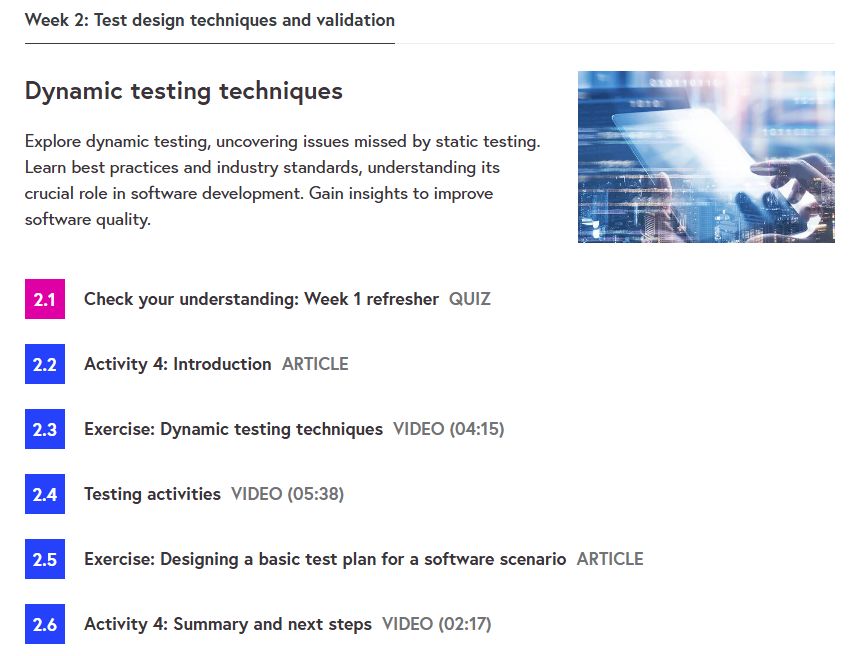 Week 2: Test design techniques and validation
Dynamic testing techniques
Explore dynamic testing, uncovering issues missed by static testing.
Learn best practices and industry standards, understanding its
crucial role in software development. Gain insights to improve
software quality.
2.1 Check your understanding: Week 1 refresher QUIZ
2.2 Activity 4: Introduction ARTICLE
2.3 Exercise: Dynamic testing techniques VIDEO (04:15)
2.4 Testing activities VIDEO (05:38)
2.5 Exercise: Designing a basic test plan for a software scenario ARTICLE
2.6 Activity 4: Summary and next steps VIDEO (02:17)